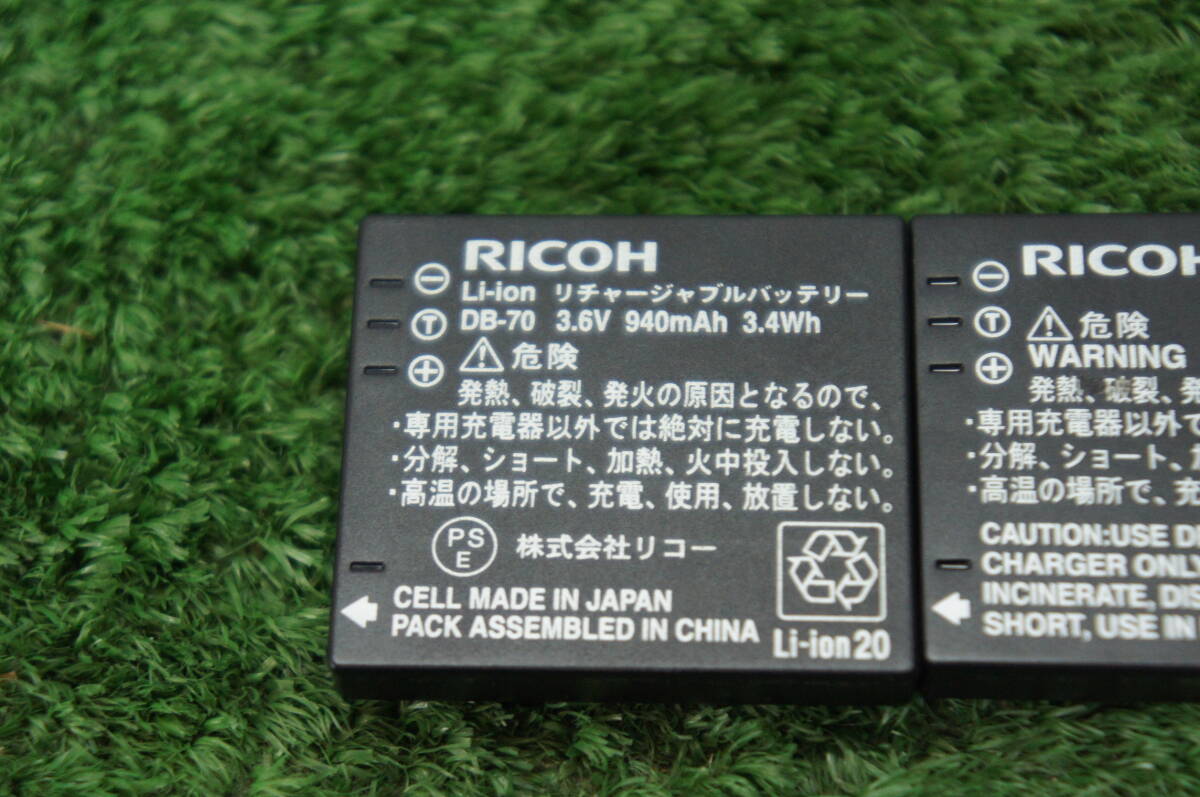 RICOH
Li-ion リチャージャブルバッテリー
DB-70 3.6V 940mAh 3.4Wh
T
危険
発熱、破裂、発火の原因となるので、
・専用充電器以外では絶対に充電しない。
・分解、ショート、加熱、火中投入しない。
・高温の場所で、充電、使用、放置しない。
PS
E
株式会社リコー
CELL MADE IN JAPAN
PACK ASSEMBLED IN CHINA
Li-ion20
RICOH
T
危険
WARNING
発熱、破裂、発
・専用充電器以外で
・分解、ショート、加
・高温の場所で、充
CAUTION:USE
CHARGER ONLY
INCINERATE, DIS
SHORT, USE IN